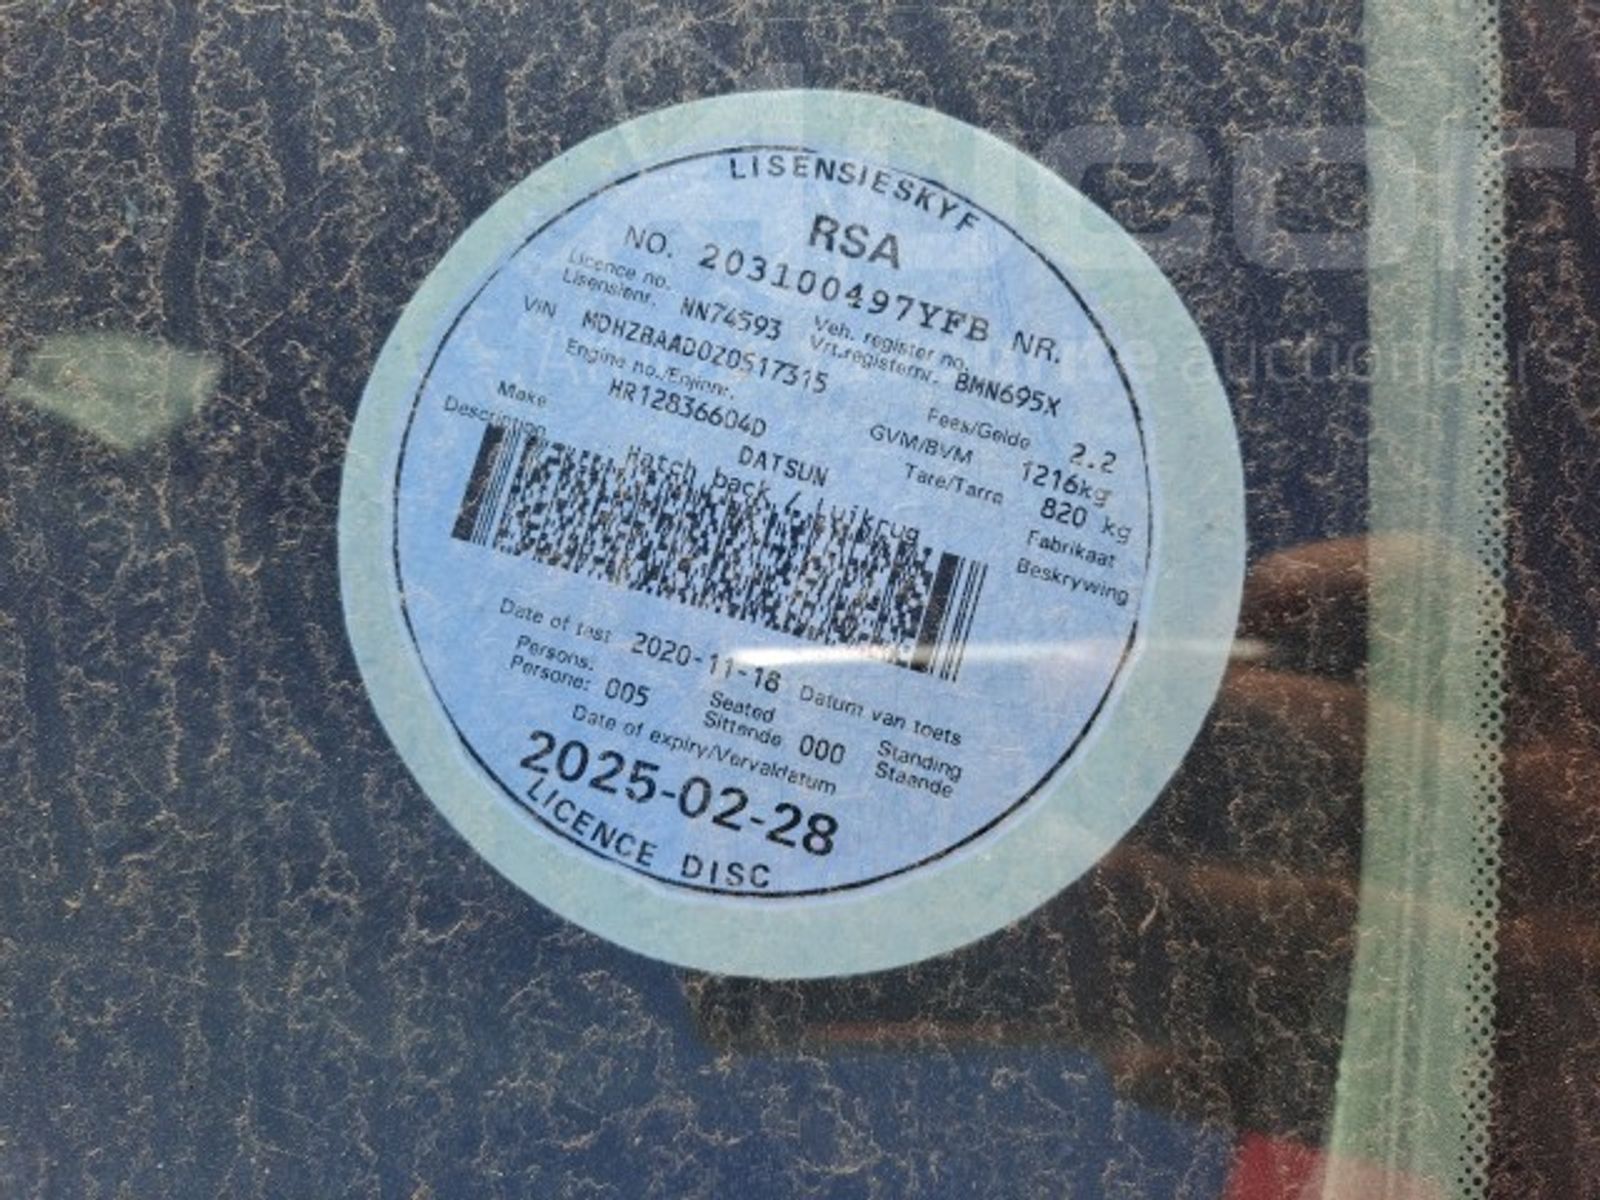 LISENSIESKYF
RSA
NO. 203100497YFB NR.
Licence no.
Lisensienr. NN74593 Veh. register no.
Vrt.registernr. BMN695X
VIN MDHZBAAD0Z0517315
Engine no./Enjinnr.
HR12836604D
Fees/Gelde 2.2
GVM/BVM 1216kg
Tare/Tarra 820 kg
Make DATSUN Fabrikaat
Description Hatch back / Luikrug Beskrywing
Date of test 2020-11-18 Datum van toets
Persons:
Persone: 005 Seated
Sittende 000 Standing
Staande
Date of expiry/Vervaldatum
2025-02-28
LICENCE DISC
auctioneers